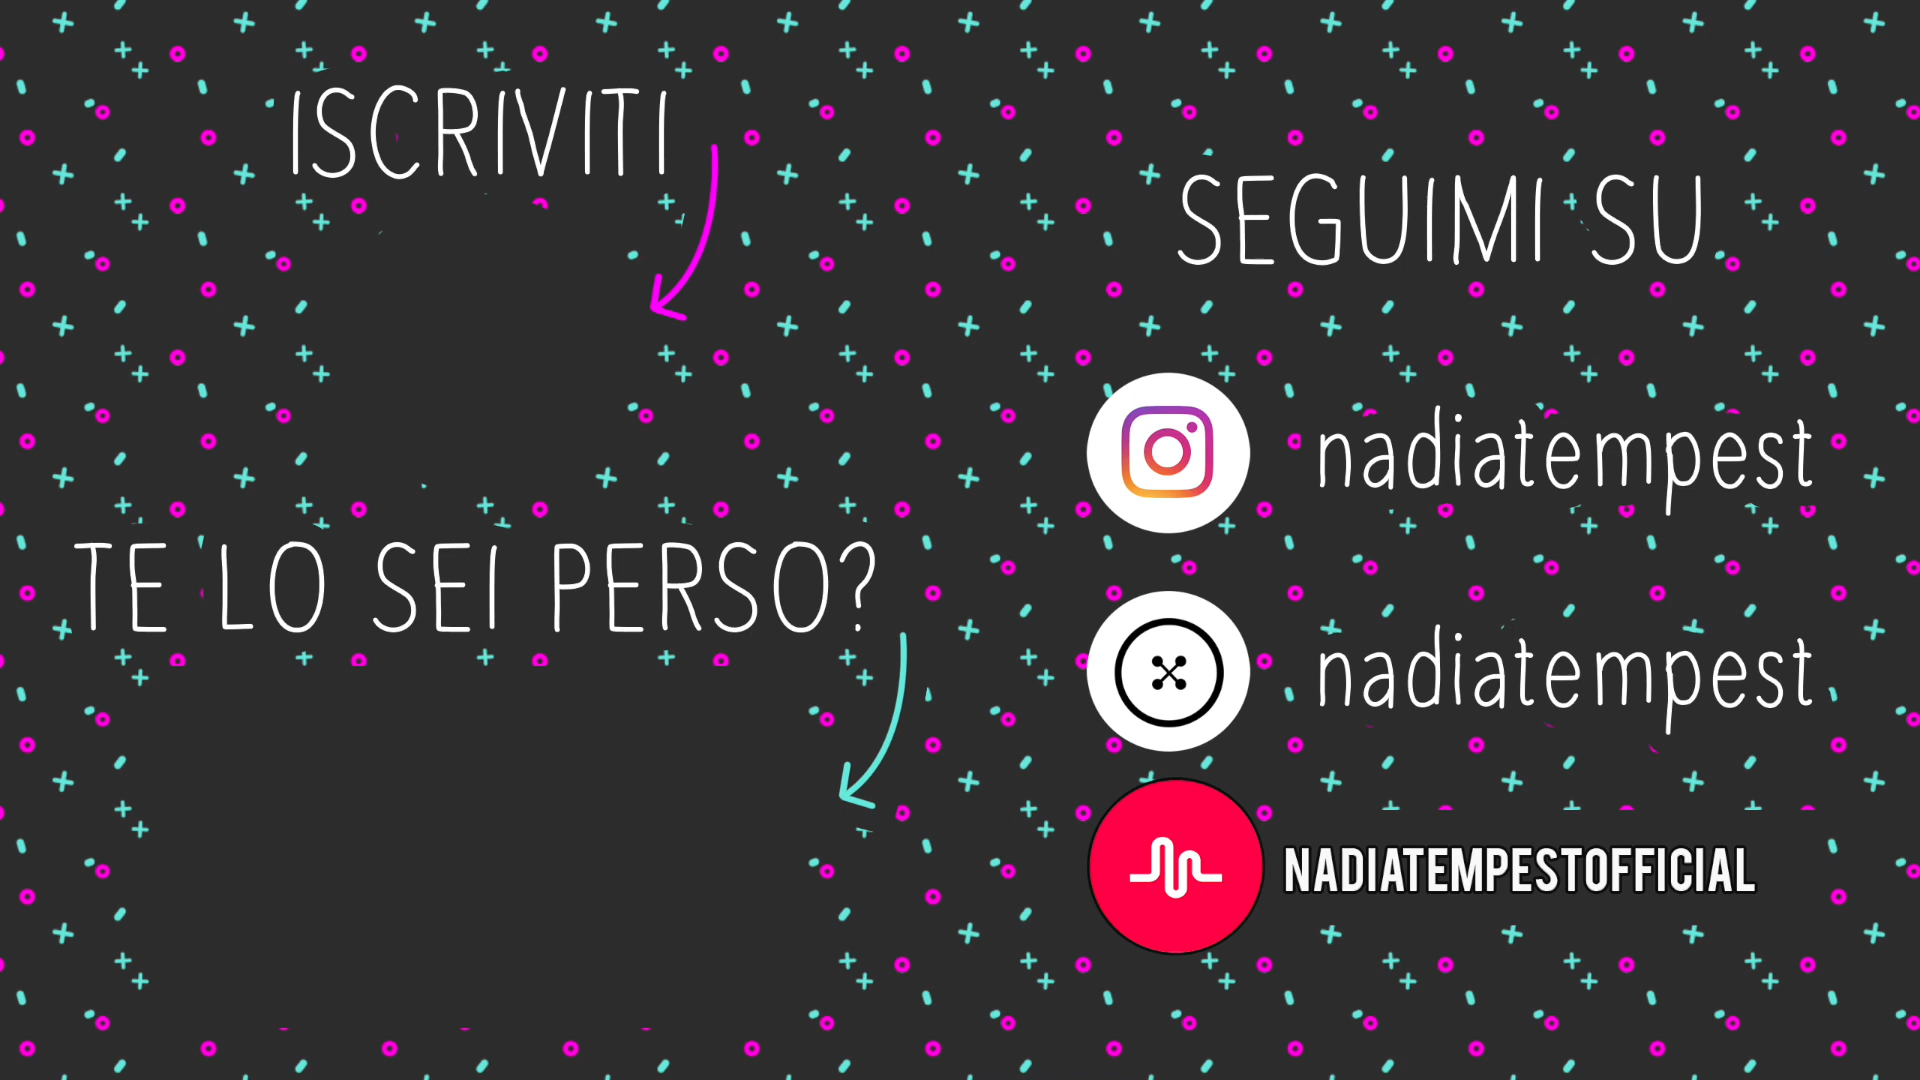 ISCRIVITI
TE LO SEI PERSO?
SEGUIMI SU
nadiatempest
nadiatempest
NADIATEMPESTOFFICIAL